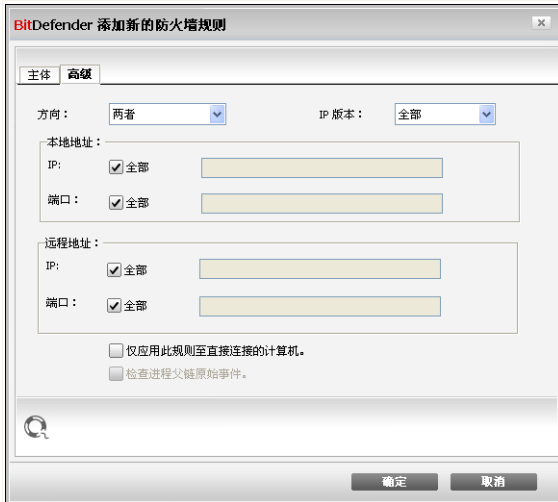 BitDefender 添加新的防火墙规则
主体 高级
方向： 两者 IP 版本： 全部
本地地址：
IP: 全部
端口： 全部
远程地址：
IP: 全部
端口： 全部
仅应用此规则至直接连接的计算机。
检查进程父链原始事件。
确定 取消